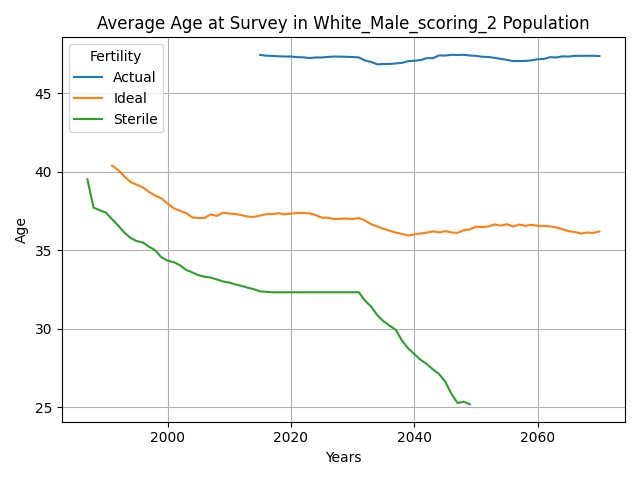 Average Age at Survey in White_Male_scoring_2 Population
Fertility
Actual
Ideal
Sterile
Age
45
40
35
30
25
2000
2020
2040
2060
Years